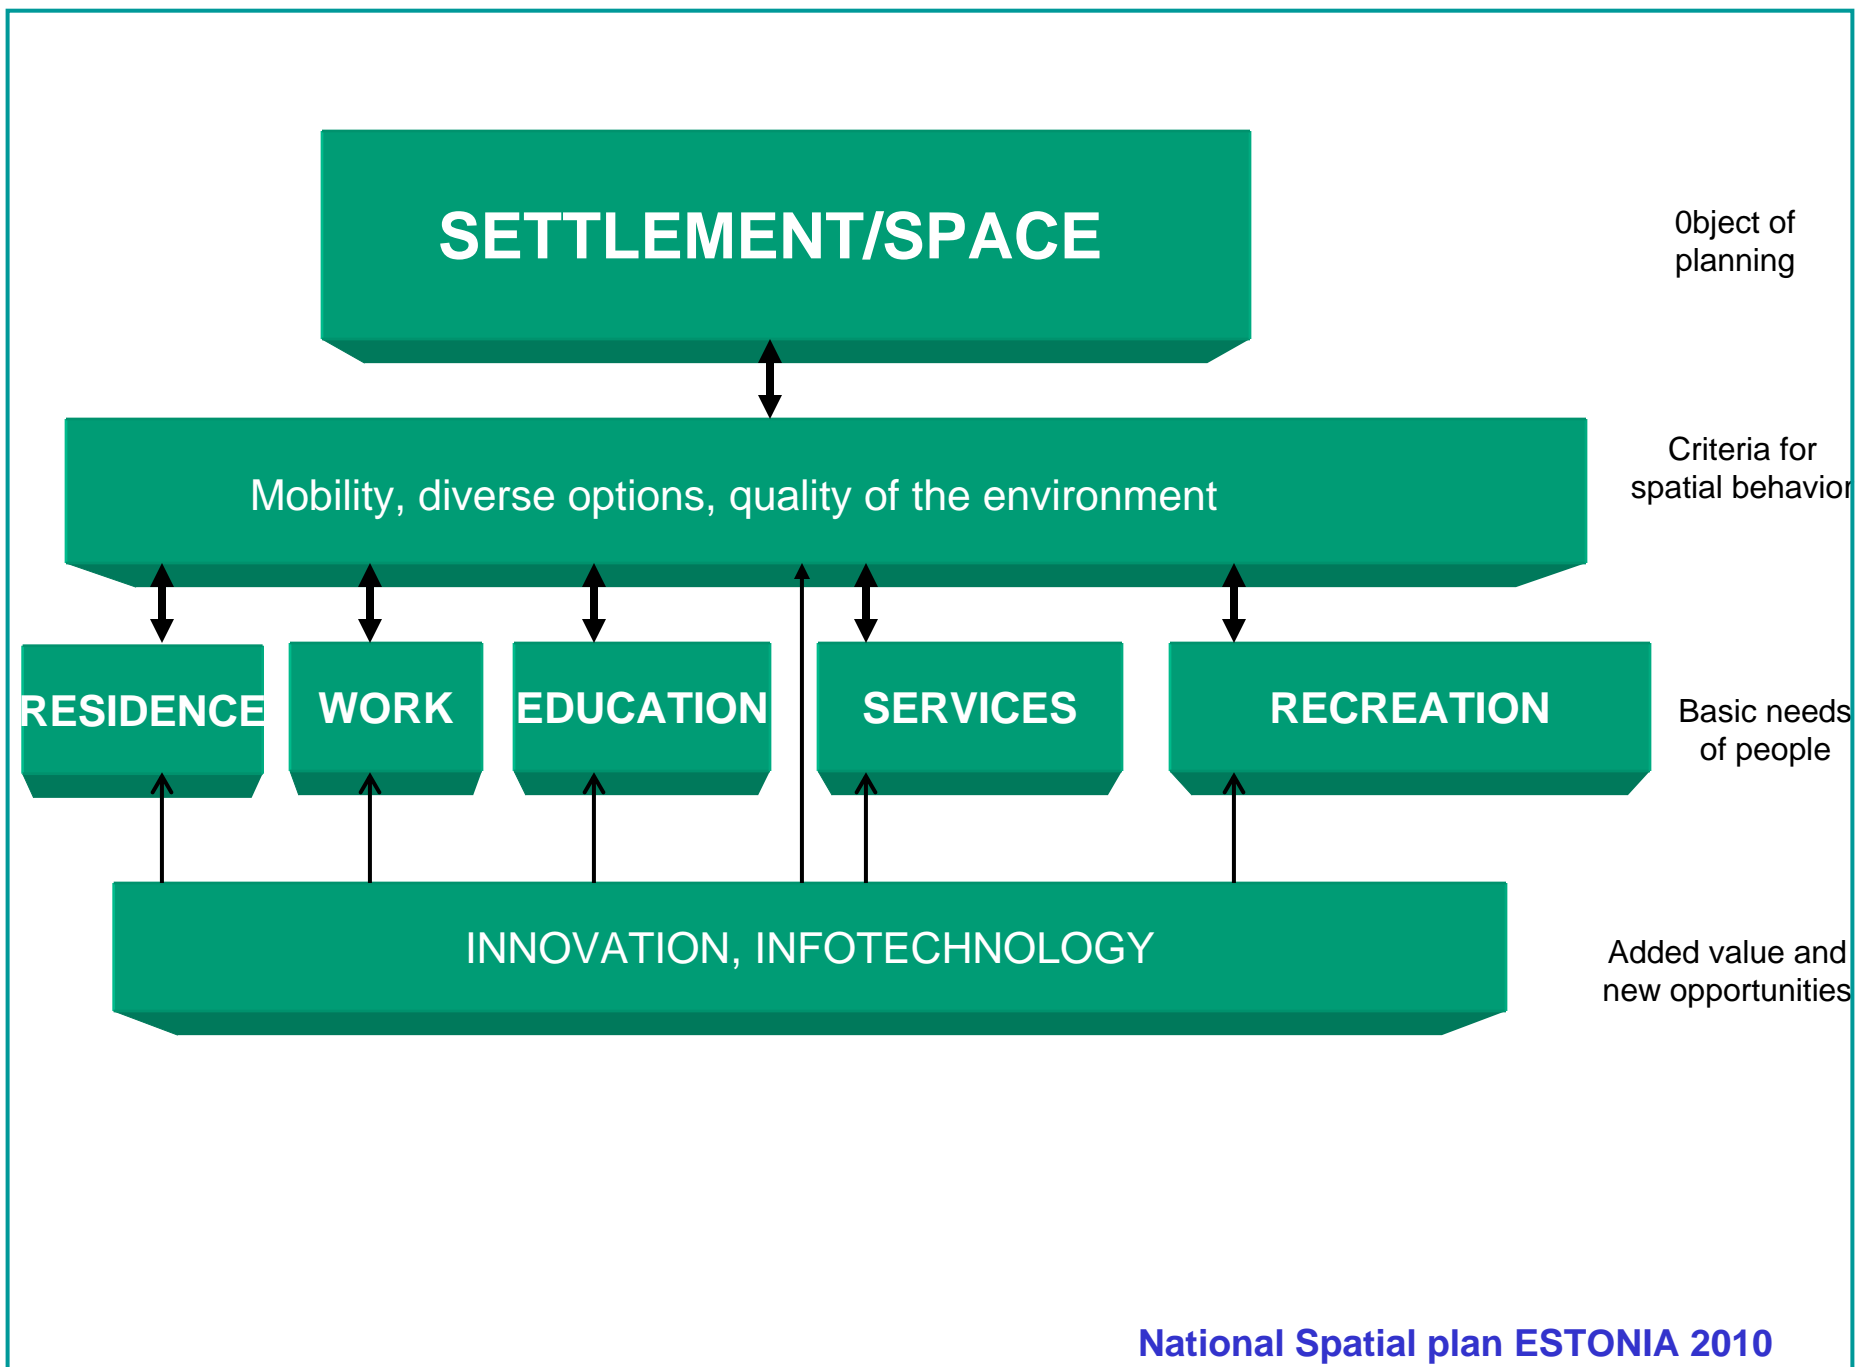 SETTLEMENT/SPACE
0bject of
planning
Mobility, diverse options, quality of the environment
Criteria for
spatial behavior
RESIDENCE
WORK
EDUCATION
SERVICES
RECREATION
Basic needs
of people
INNOVATION, INFOTECHNOLOGY
Added value and
new opportunities
National Spatial plan ESTONIA 2010